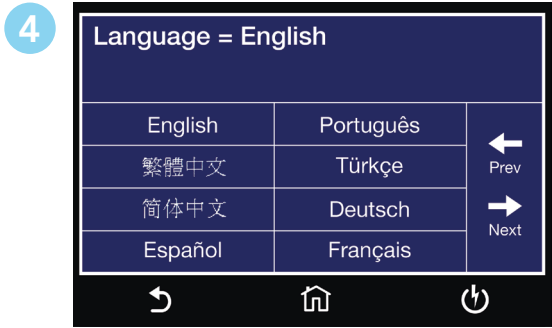 4
Language = English
English
Português
繁體中文
Türkçe
简体中文
Deutsch
Español
Français
Prev
Next